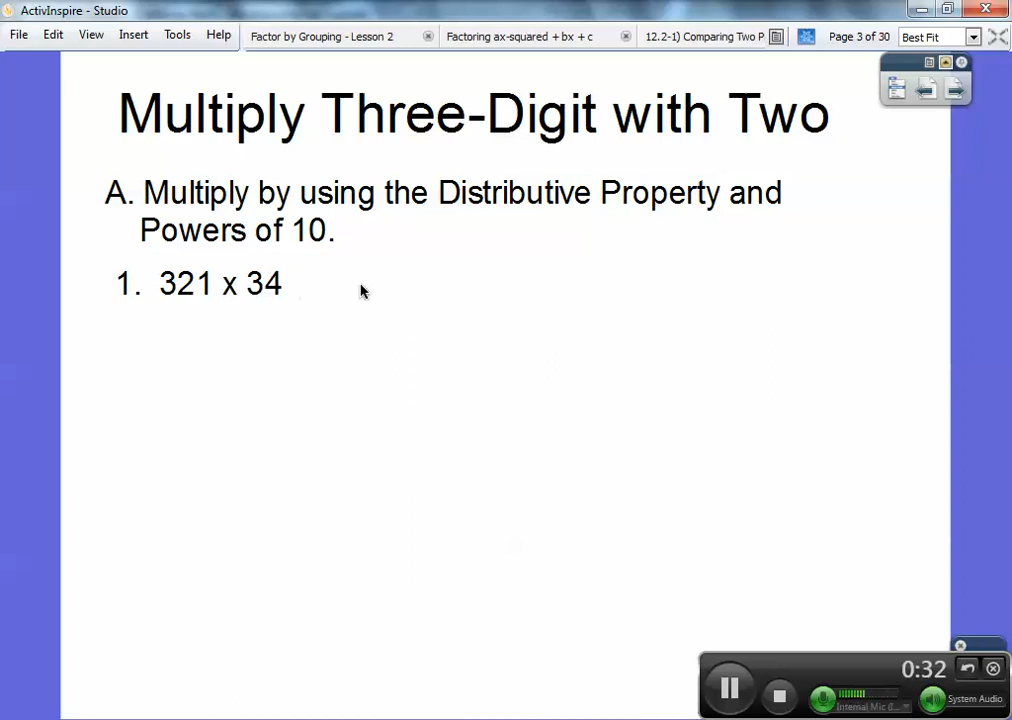 ActivInspire - Studio
File Edit View Insert Tools Help Factor by Grouping - Lesson 2 Factoring ax-squared + bx + c 12.2-1) Comparing Two P Page 3 of 30 Best Fit
Multiply Three-Digit with Two
A. Multiply by using the Distributive Property and
Powers of 10.
1. 321 x 34
0:32
Internal Mic (I... System Audio